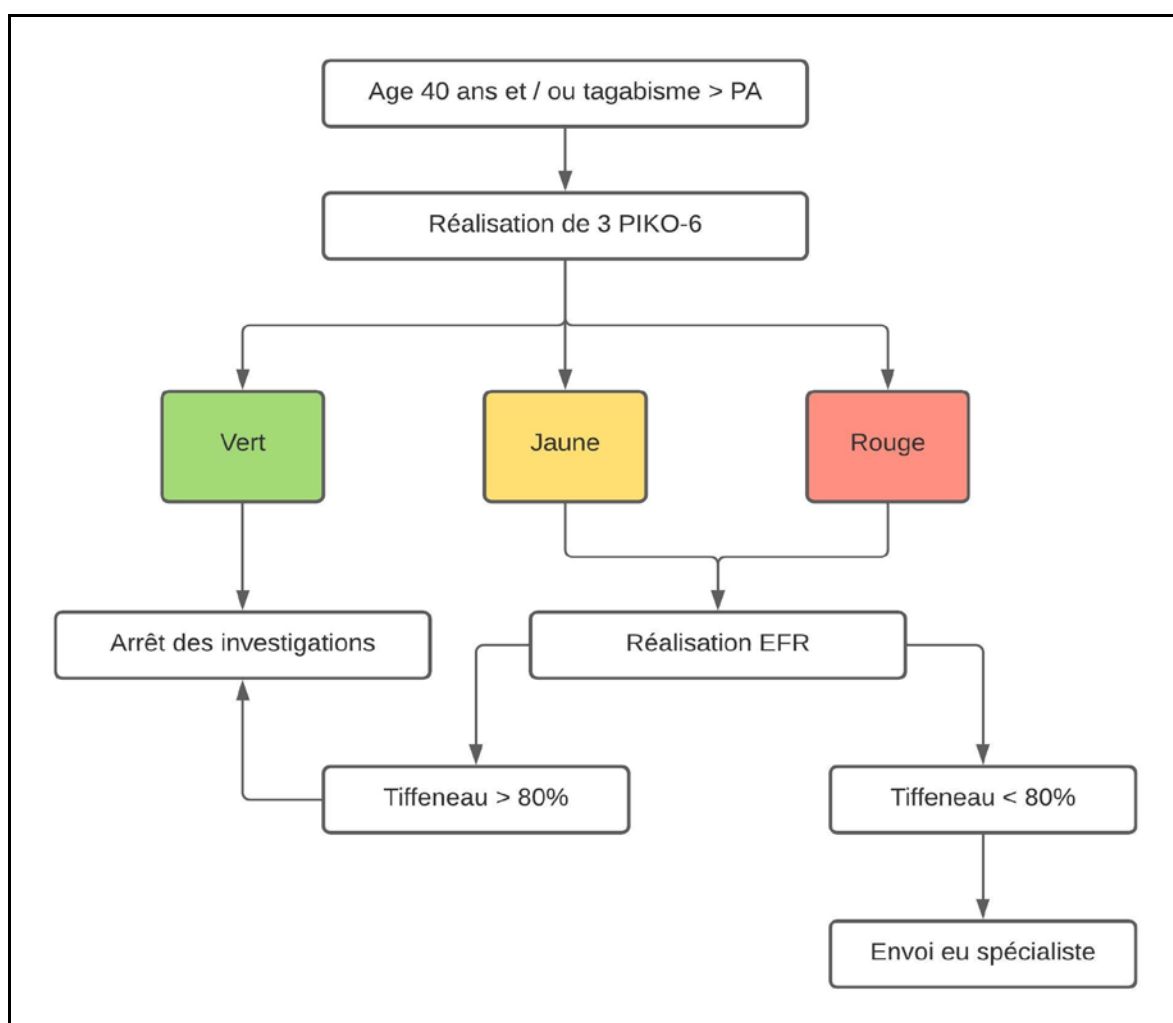 Age 40 ans et / ou tagabisme > PA
Réalisation de 3 PIKO-6
Vert
Jaune
Rouge
Arrêt des investigations
Réalisation EFR
Tiffeneau > 80%
Tiffeneau < 80%
Envoi eu spécialiste